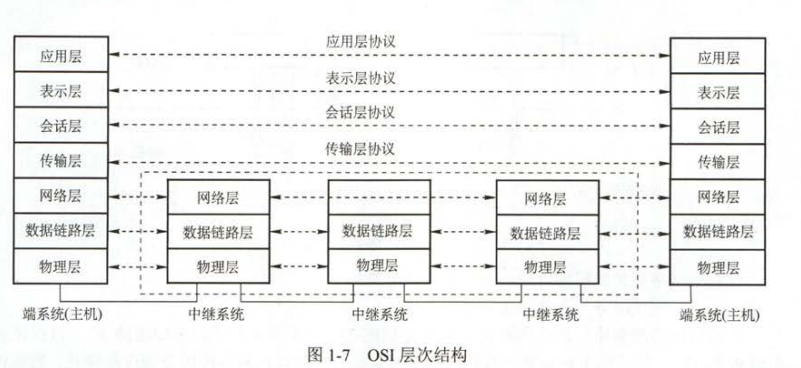 应用层协议
应用层 应用层
表示层协议
表示层 表示层
会话层协议
会话层 会话层
传输层协议
传输层 传输层
网络层 网络层 网络层 网络层
数据链路层 数据链路层 数据链路层 数据链路层 数据链路层
物理层 物理层 物理层 物理层 物理层
端系统(主机) 中继系统 中继系统 中继系统 端系统(主机)
图 1-7 OSI 层次结构